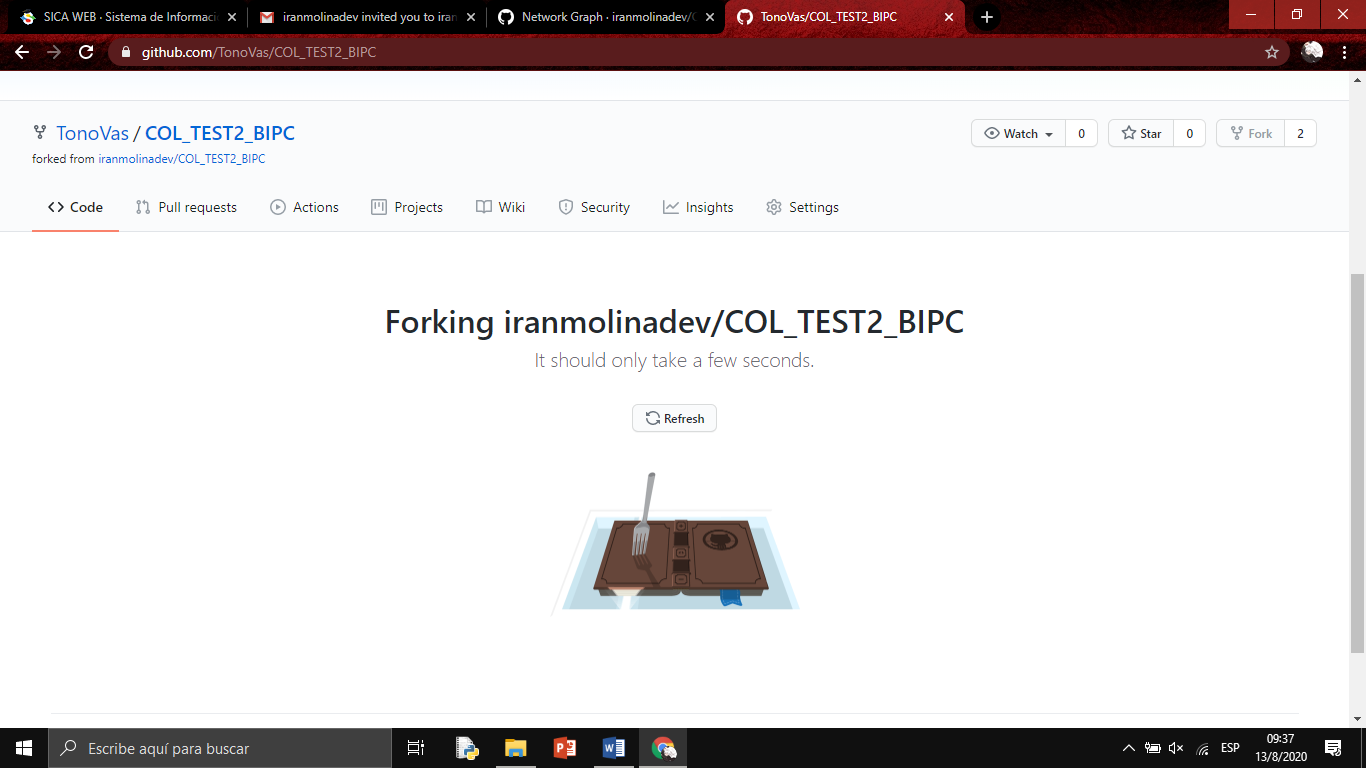 SICA WEB · Sistema de Informaci
iranmolinadev invited you to iran
Network Graph · iranmolinadev/C
TonoVas/COL_TEST2_BIPC
github.com/TonoVas/COL_TEST2_BIPC
TonoVas / COL_TEST2_BIPC
Watch 0
Star 0
Fork 2
forked from iranmolinadev/COL_TEST2_BIPC
Code
Pull requests
Actions
Projects
Wiki
Security
Insights
Settings
Forking iranmolinadev/COL_TEST2_BIPC
It should only take a few seconds.
Refresh
Escribe aquí para buscar
ESP
09:37
13/8/2020